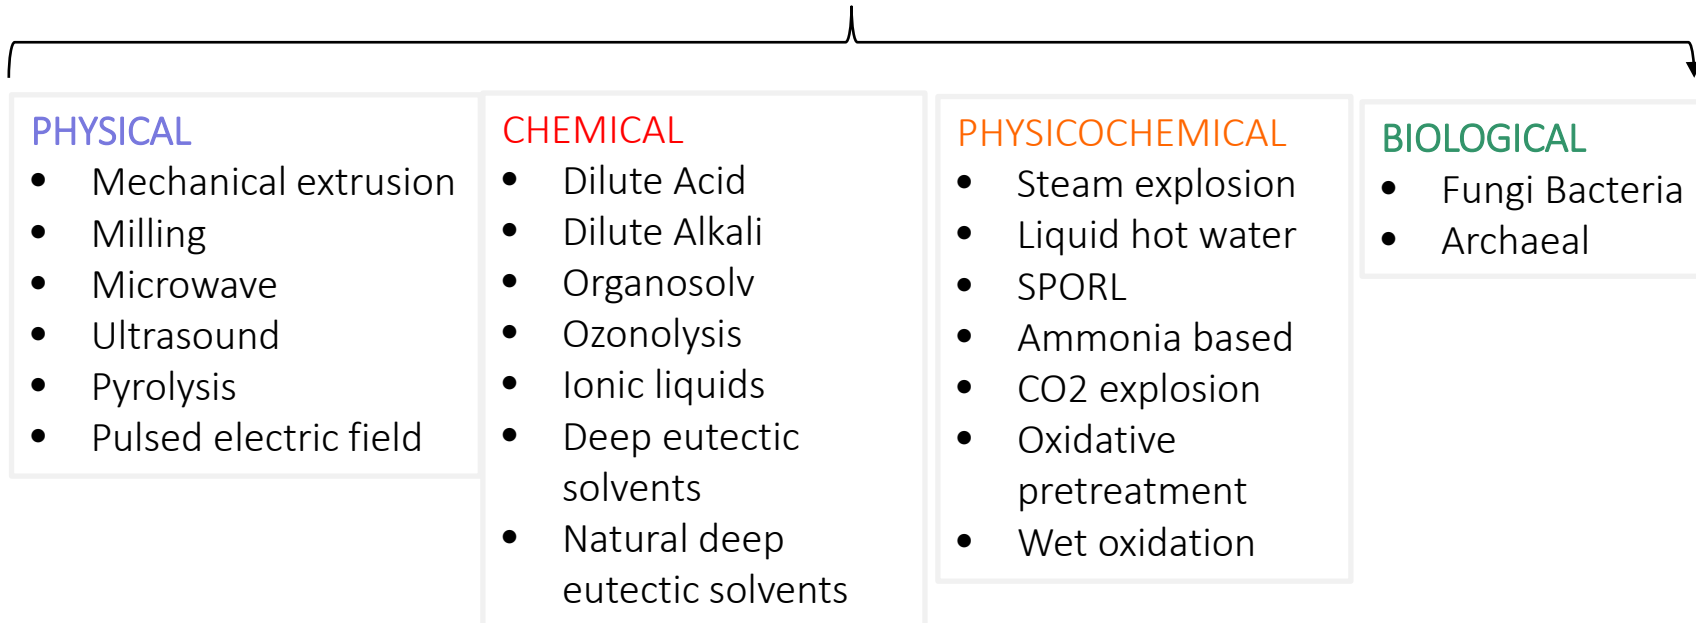 PHYSICAL
• Mechanical extrusion
• Milling
• Microwave
• Ultrasound
• Pyrolysis
• Pulsed electric field
CHEMICAL
• Dilute Acid
• Dilute Alkali
• Organosolv
• Ozonolysis
• Ionic liquids
• Deep eutectic
solvents
• Natural deep
eutectic solvents
PHYSICOCHEMICAL
• Steam explosion
• Liquid hot water
• SPORL
• Ammonia based
• CO2 explosion
• Oxidative
pretreatment
• Wet oxidation
BIOLOGICAL
• Fungi Bacteria
• Archaeal